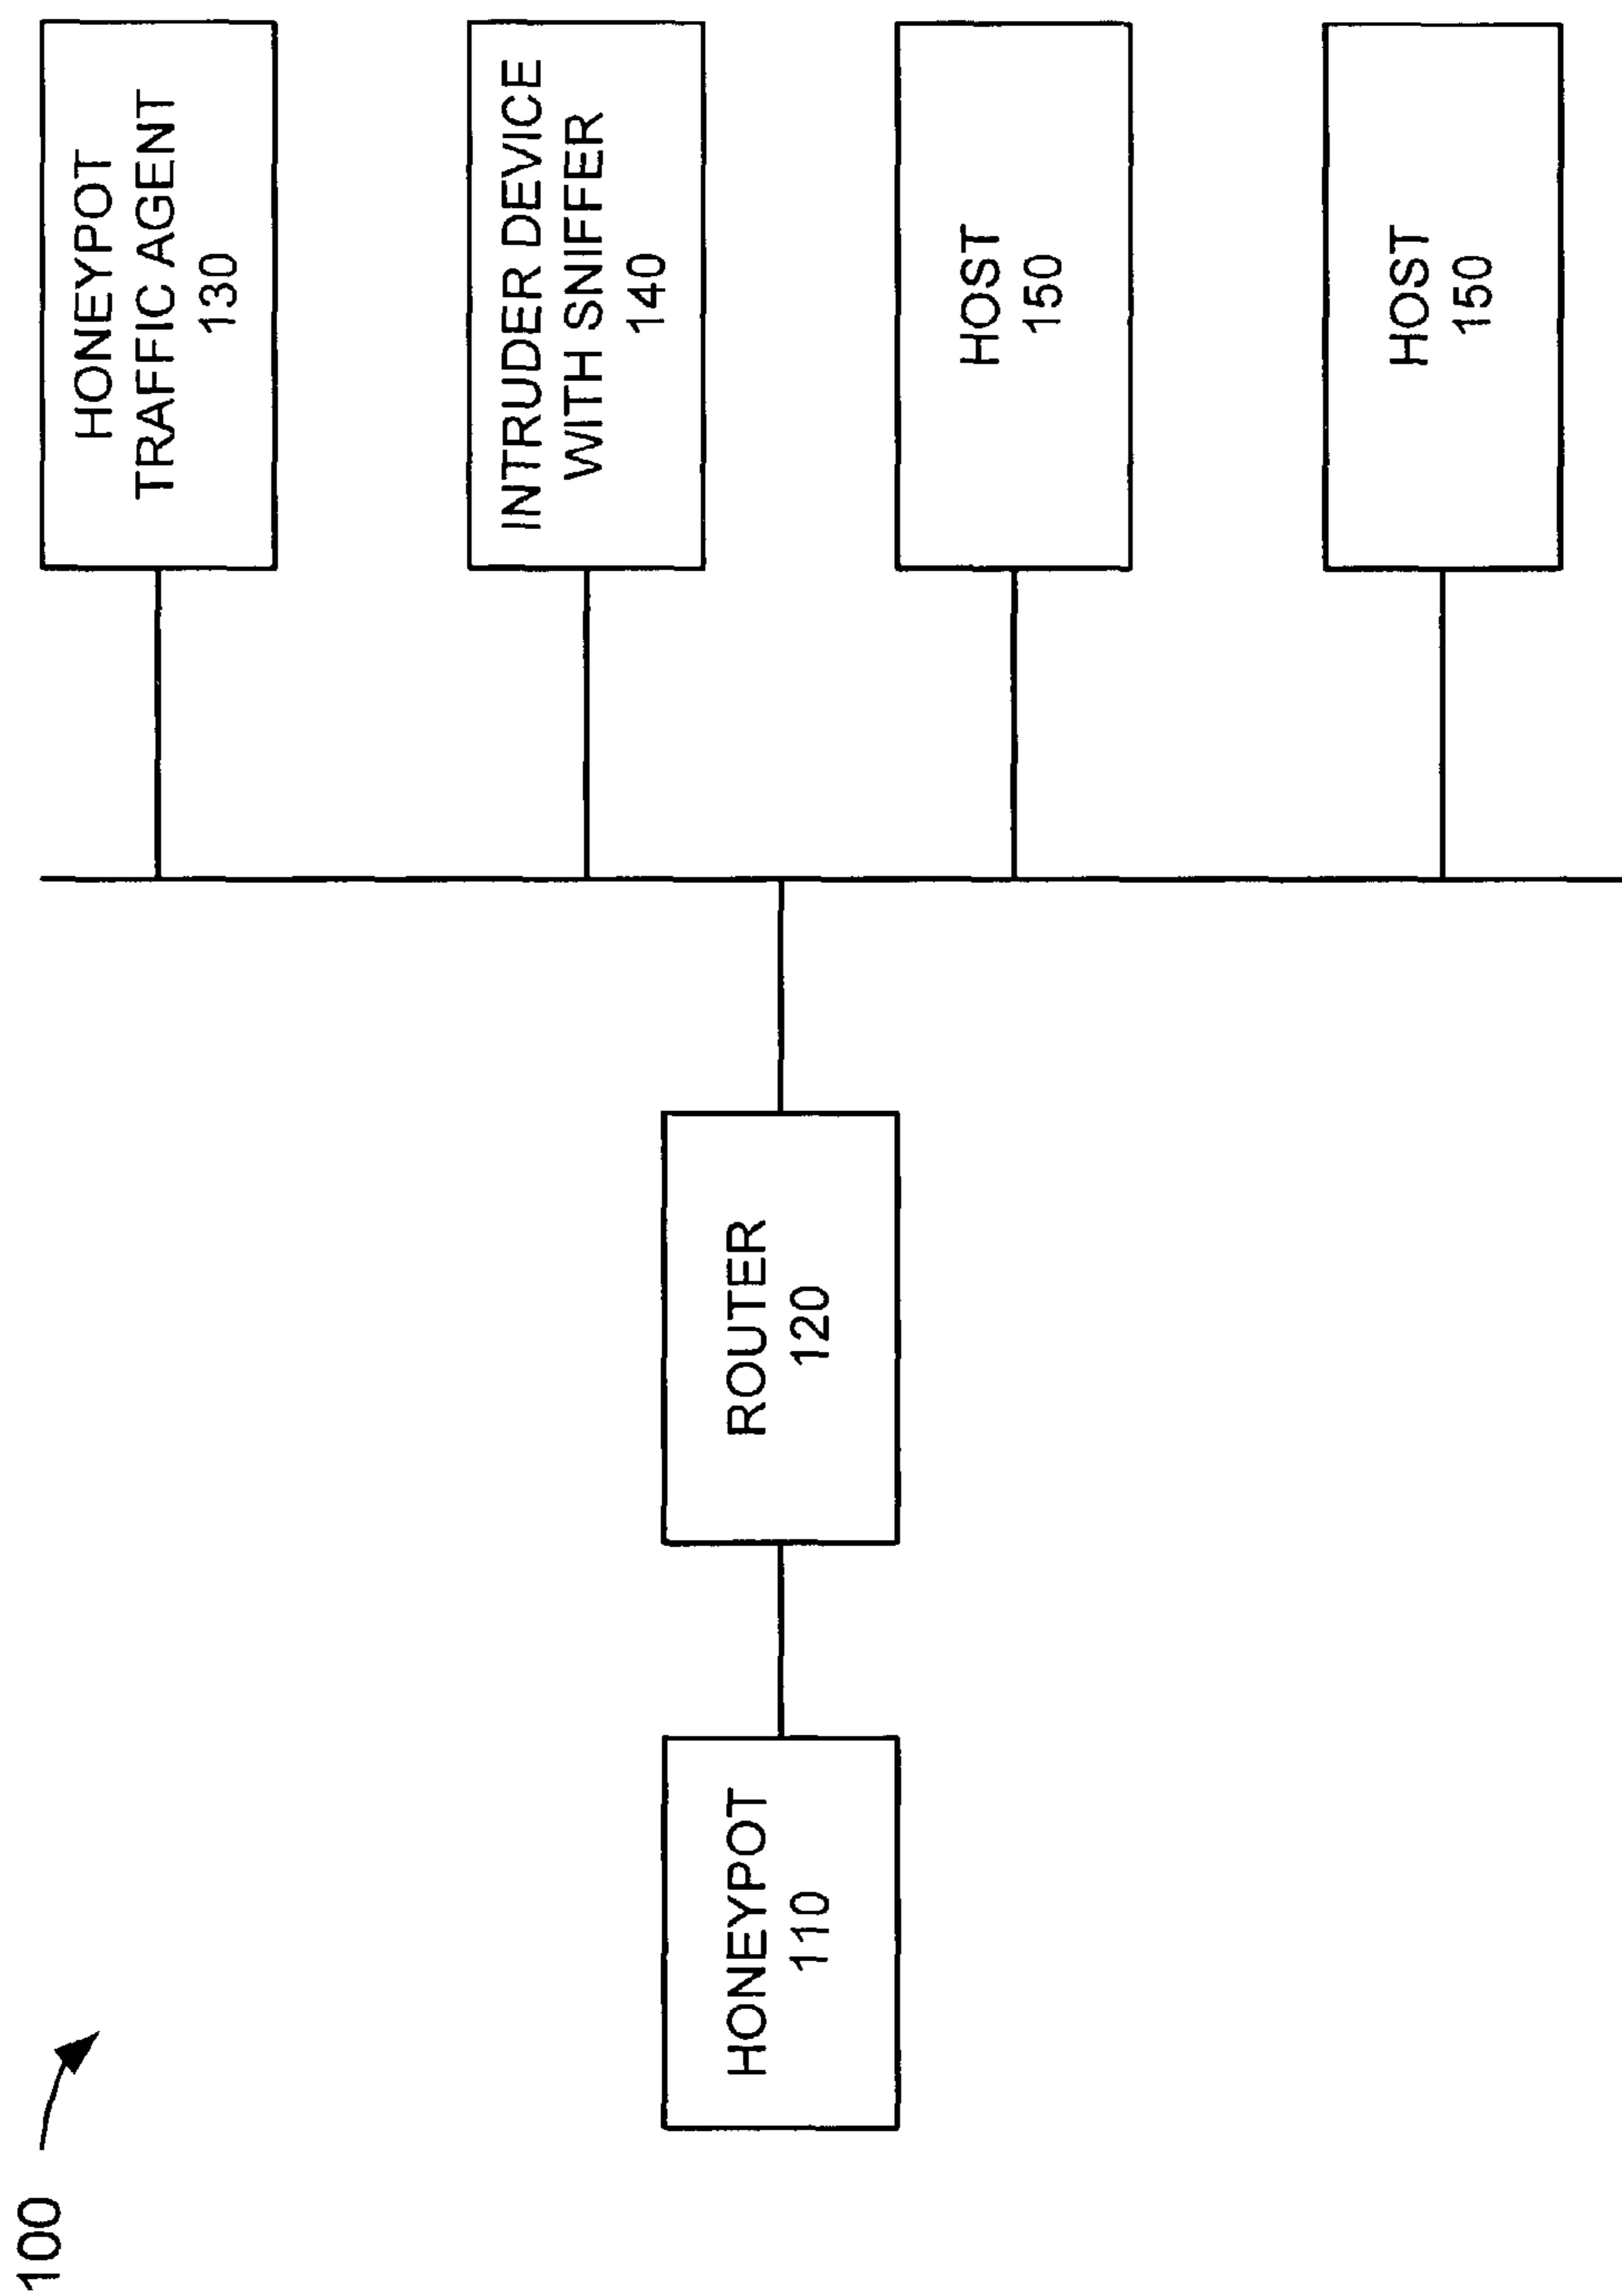 100
HONEYPOT
110
ROUTER
120
HONEYPOT
TRAFFIC AGENT
130
INTRUDER DEVICE
WITH SNIFFER
140
HOST
150
HOST
150